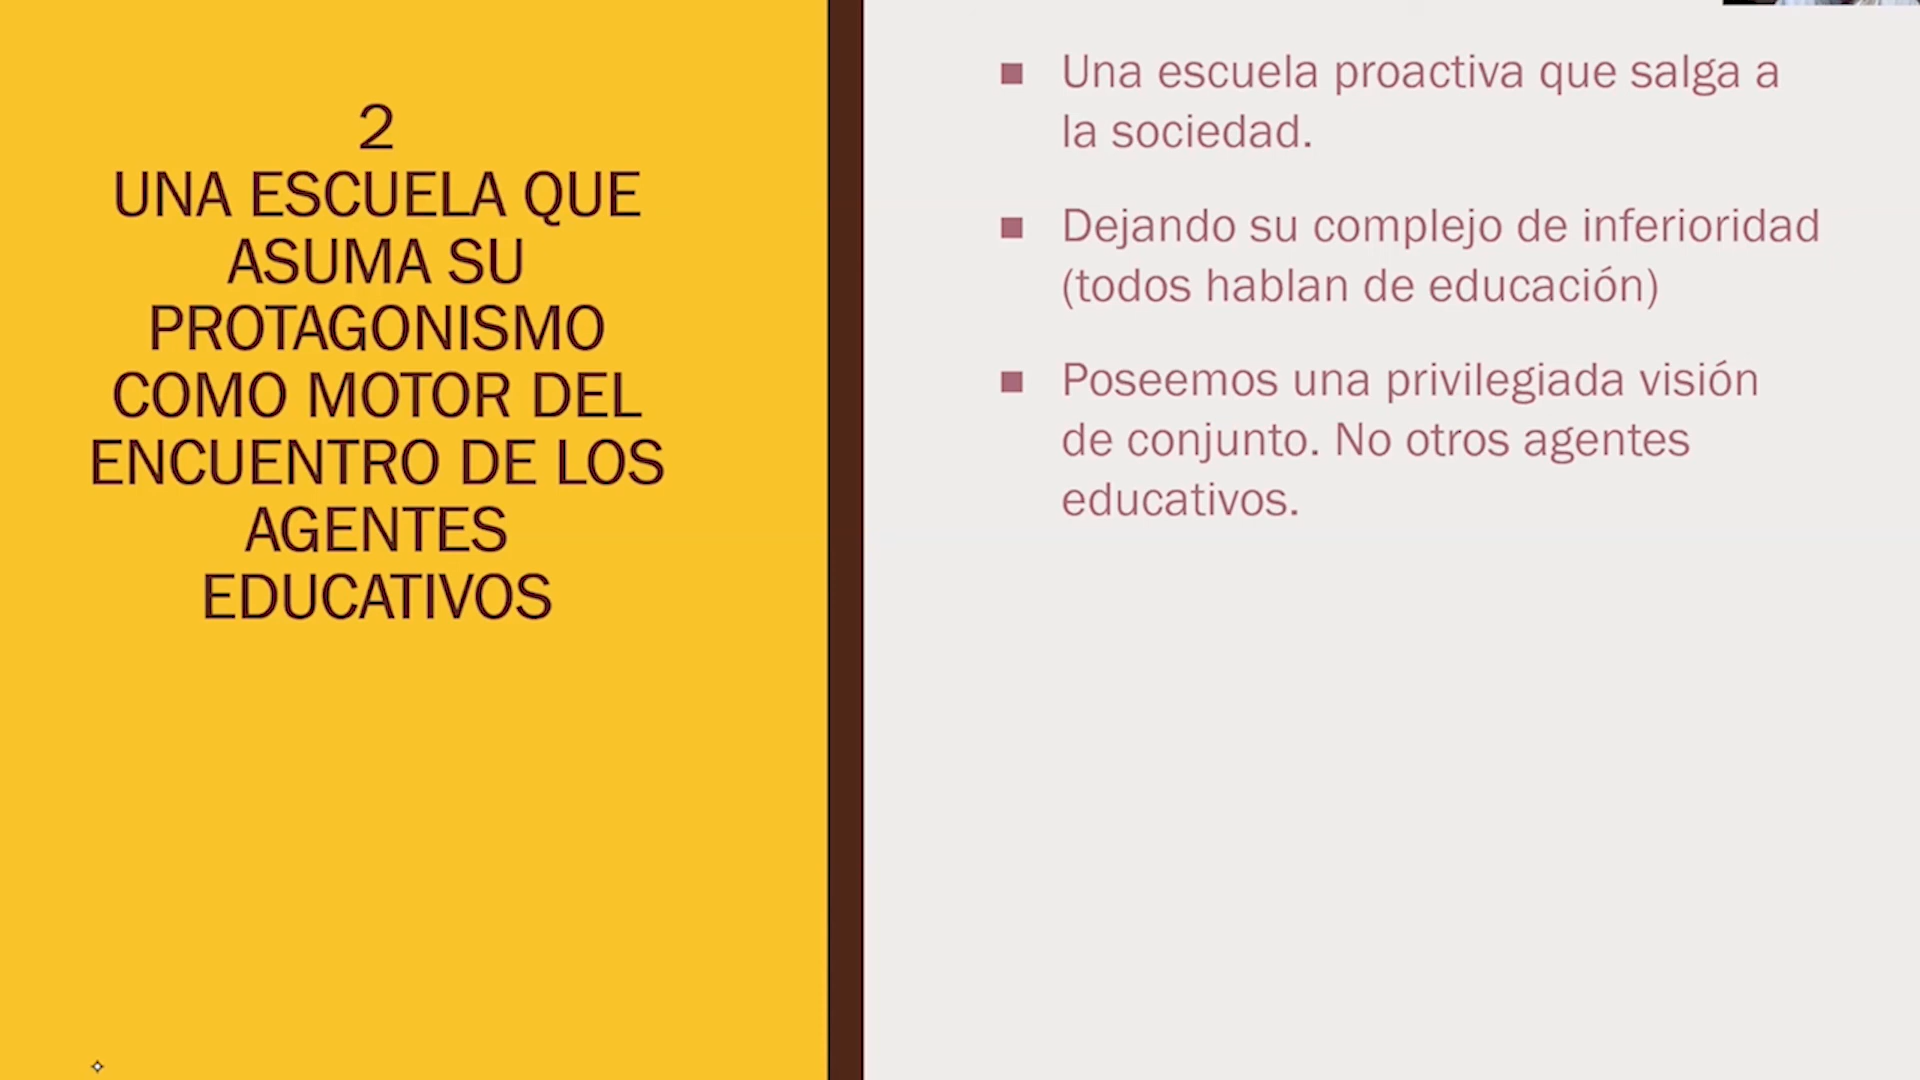 2
UNA ESCUELA QUE
ASUMA SU
PROTAGONISMO
COMO MOTOR DEL
ENCUENTRO DE LOS
AGENTES
EDUCATIVOS
■ Una escuela proactiva que salga a
la sociedad.
■ Dejando su complejo de inferioridad
(todos hablan de educación)
■ Poseemos una privilegiada visión
de conjunto. No otros agentes
educativos.